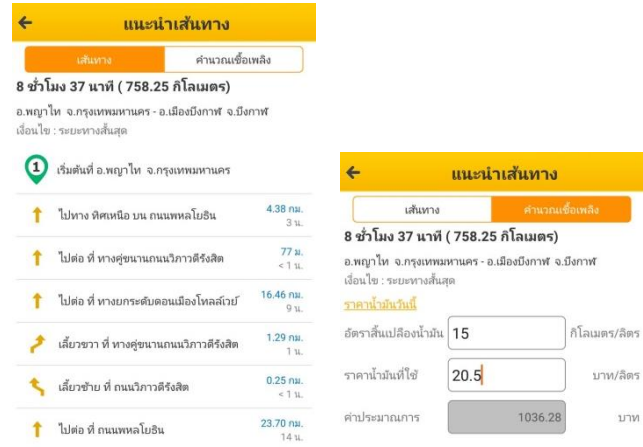 แนะนำเส้นทาง
เส้นทาง
คำนวณเชื้อเพลิง
8 ชั่วโมง 37 นาที ( 758.25 กิโลเมตร)
อ.พญาไท จ.กรุงเทพมหานคร - อ.เมืองบึงกาฬ จ.บึงกาฬ
เงื่อนไข : ระยะทางสั้นสุด
1
เริ่มต้นที่ อ.พญาไท จ.กรุงเทพมหานคร
ไปทาง ทิศเหนือ บน ถนนพหลโยธิน
4.38 กม.
3 น.
ไปต่อ ที่ ทางคู่ขนานถนนวิภาวดีรังสิต
77 ม.
< 1 น.
ไปต่อ ที่ ทางยกระดับดอนเมืองโทลล์เวย์
16.46 กม.
9 น.
เลี้ยวขวา ที่ ทางคู่ขนานถนนวิภาวดีรังสิต
1.29 กม.
1 น.
เลี้ยวซ้าย ที่ ถนนวิภาวดีรังสิต
0.25 กม.
< 1 น.
ไปต่อ ที่ ถนนพหลโยธิน
23.70 กม.
14 น.
แนะนำเส้นทาง
เส้นทาง
คำนวณเชื้อเพลิง
8 ชั่วโมง 37 นาที ( 758.25 กิโลเมตร)
อ.พญาไท จ.กรุงเทพมหานคร - อ.เมืองบึงกาฬ จ.บึงกาฬ
เงื่อนไข : ระยะทางสั้นสุด
ราคาน้ำมันวันนี้
อัตราสิ้นเปลืองน้ำมัน 15 กิโลเมตร/ลิตร
ราคาน้ำมันที่ใช้ 20.5 บาท/ลิตร
ค่าประมาณการ 1036.28 บาท